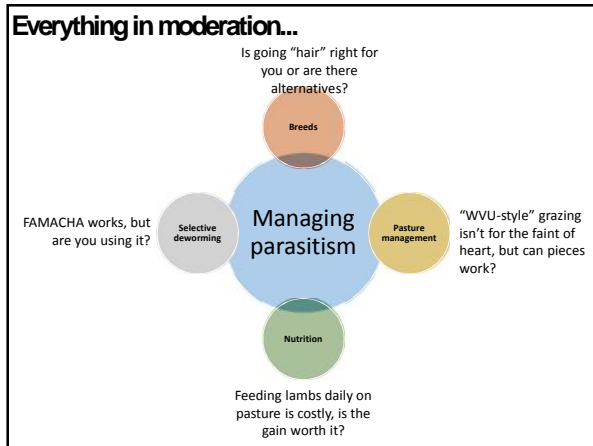 Everything in moderation...
Is going “hair” right for
you or are there
alternatives?
Breeds
FAMACHA works, but
are you using it?
Selective
deworming
Managing
parasitism
Pasture
management
“WVU-style” grazing
isn’t for the faint of
heart, but can pieces
work?
Nutrition
Feeding lambs daily on
pasture is costly, is the
gain worth it?